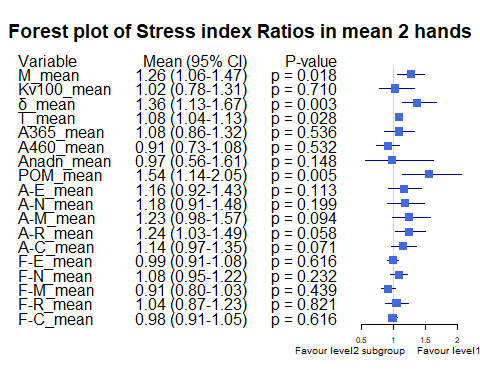 Forest plot of Stress index Ratios in mean 2 hands
Variable Mean (95% CI) P-value
M_mean 1.26 (1.06-1.47) p = 0.018
Kv100_mean 1.02 (0.78-1.31) p = 0.710
δ_mean 1.36 (1.13-1.67) p = 0.003
T_mean 1.08 (1.04-1.13) p = 0.028
A365_mean 1.08 (0.86-1.32) p = 0.536
A460_mean 0.91 (0.73-1.08) p = 0.532
Anadn_mean 0.97 (0.56-1.61) p = 0.148
POM_mean 1.54 (1.14-2.05) p = 0.005
A-E_mean 1.16 (0.92-1.43) p = 0.113
A-N_mean 1.18 (0.91-1.48) p = 0.199
A-M_mean 1.23 (0.98-1.57) p = 0.094
A-R_mean 1.24 (1.03-1.49) p = 0.058
A-C_mean 1.14 (0.97-1.35) p = 0.071
F-E_mean 0.99 (0.91-1.08) p = 0.616
F-N_mean 1.08 (0.95-1.22) p = 0.232
F-M_mean 0.91 (0.80-1.03) p = 0.439
F-R_mean 1.04 (0.87-1.23) p = 0.821
F-C_mean 0.98 (0.91-1.05) p = 0.616
0.5 1 1.5 2
Favour level2 subgroup Favour level1